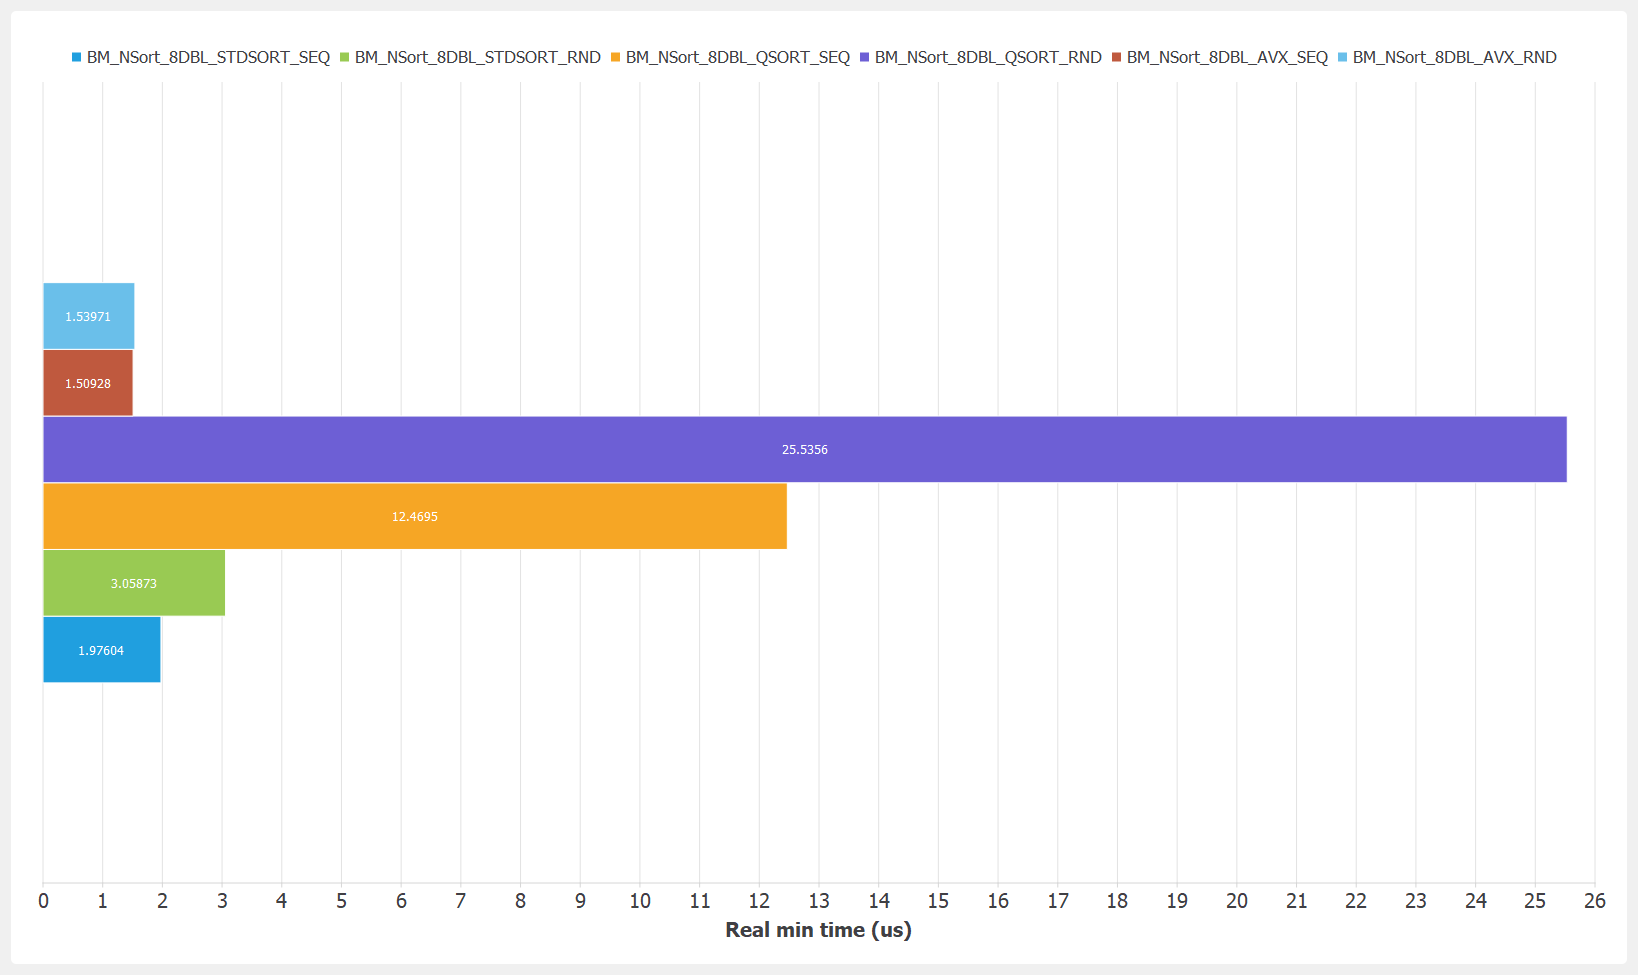 BM_NSort_8DBL_STDSORT_SEQ BM_NSort_8DBL_STDSORT_RND BM_NSort_8DBL_QSORT_SEQ BM_NSort_8DBL_QSORT_RND BM_NSort_8DBL_AVX_SEQ BM_NSort_8DBL_AVX_RND
1.53971
1.50928
25.5356
12.4695
3.05873
1.97604
0 1 2 3 4 5 6 7 8 9 10 11 12 13 14 15 16 17 18 19 20 21 22 23 24 25 26
Real min time (us)